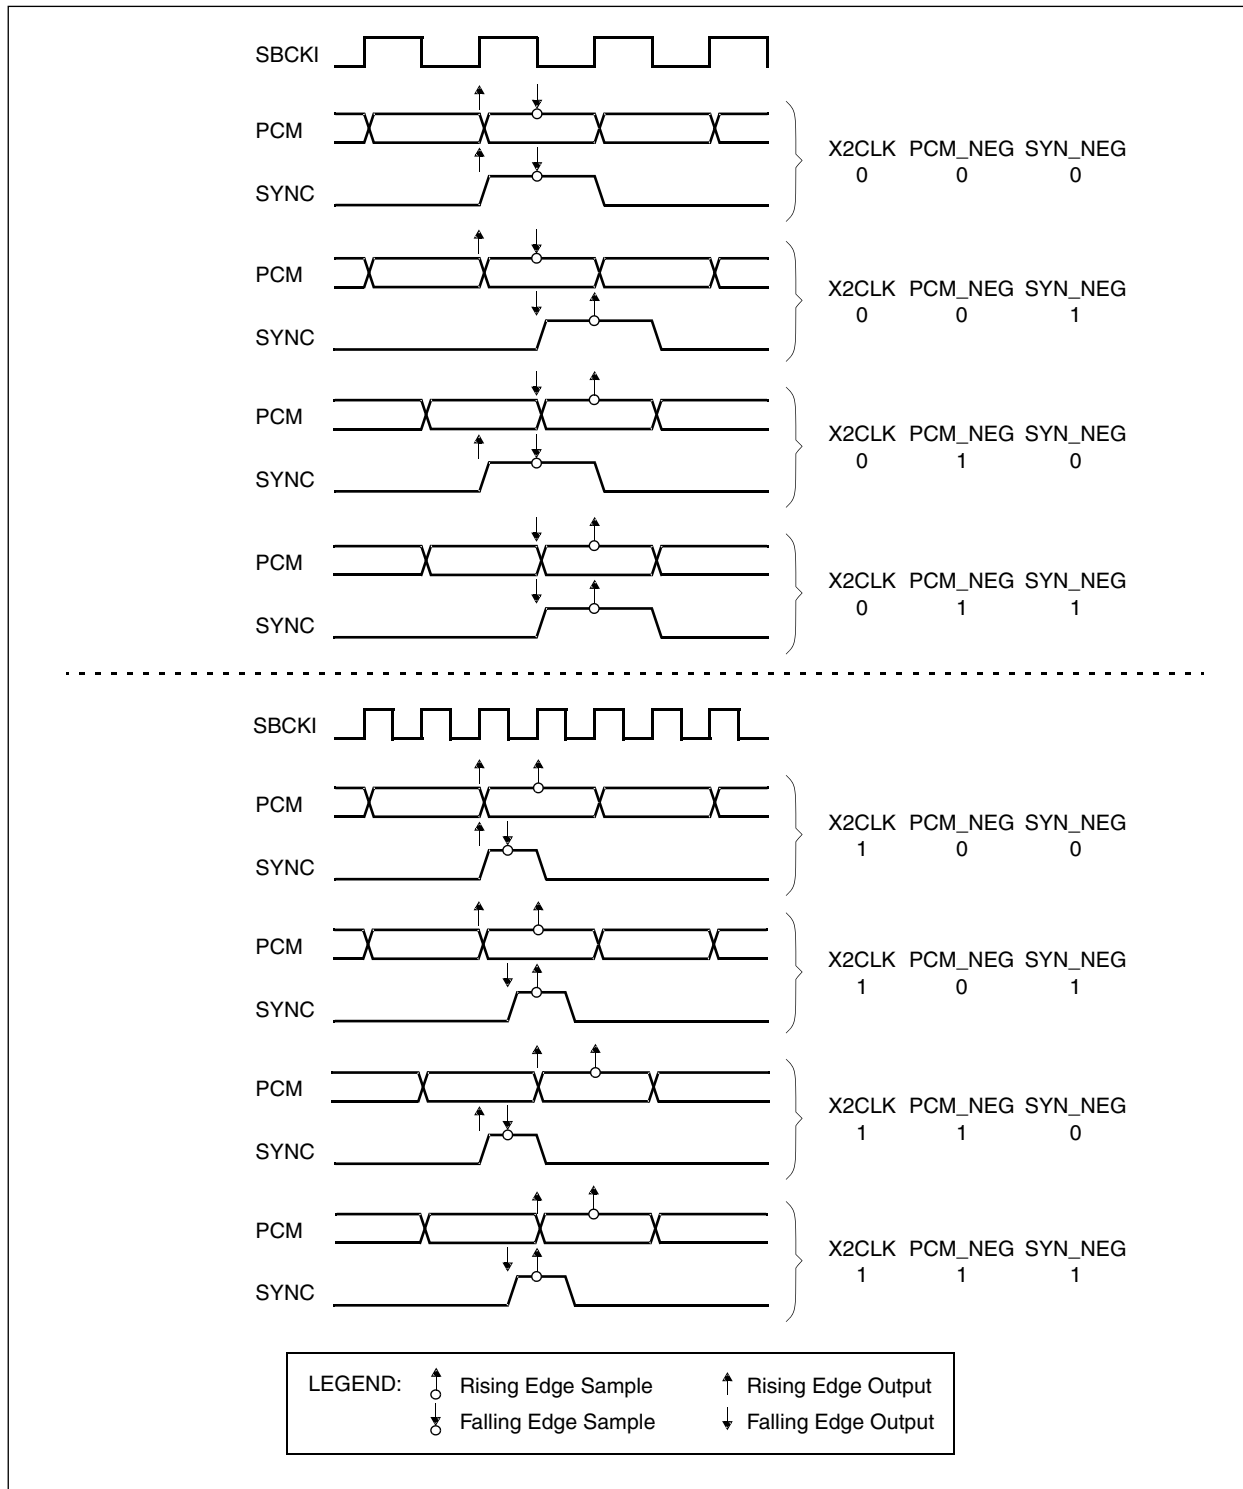 SBCKI
PCM
X2CLK PCM_NEG SYN_NEG
0 0 0
SYNC
PCM
X2CLK PCM_NEG SYN_NEG
0 0 1
SYNC
PCM
X2CLK PCM_NEG SYN_NEG
0 1 0
SYNC
PCM
X2CLK PCM_NEG SYN_NEG
0 1 1
SYNC
SBCKI
PCM
X2CLK PCM_NEG SYN_NEG
1 0 0
SYNC
PCM
X2CLK PCM_NEG SYN_NEG
1 0 1
SYNC
PCM
X2CLK PCM_NEG SYN_NEG
1 1 0
SYNC
PCM
X2CLK PCM_NEG SYN_NEG
1 1 1
SYNC
LEGEND: Rising Edge Sample Rising Edge Output
Falling Edge Sample Falling Edge Output